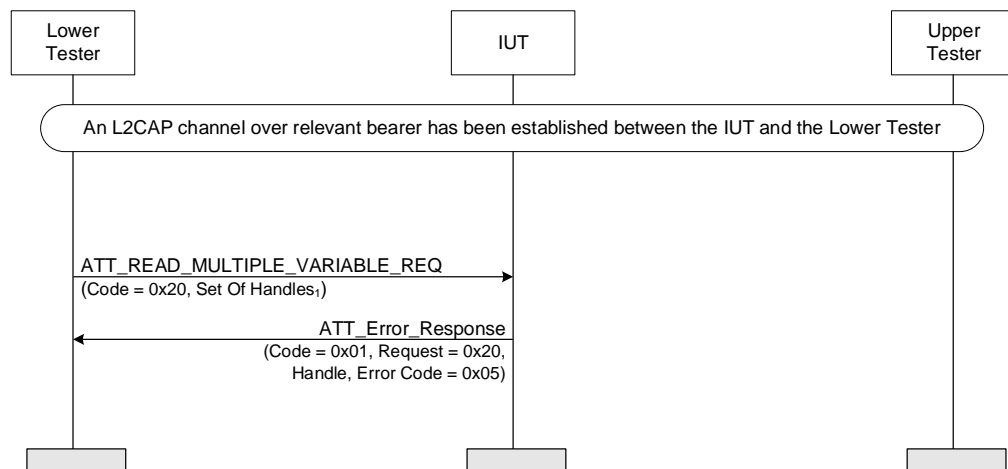 Lower
Tester
IUT
Upper
Tester
An L2CAP channel over relevant bearer has been established between the IUT and the Lower Tester
ATT_READ_MULTIPLE_VARIABLE_REQ
(Code = 0x20, Set Of Handles₁)
ATT_Error_Response
(Code = 0x01, Request = 0x20,
Handle, Error Code = 0x05)